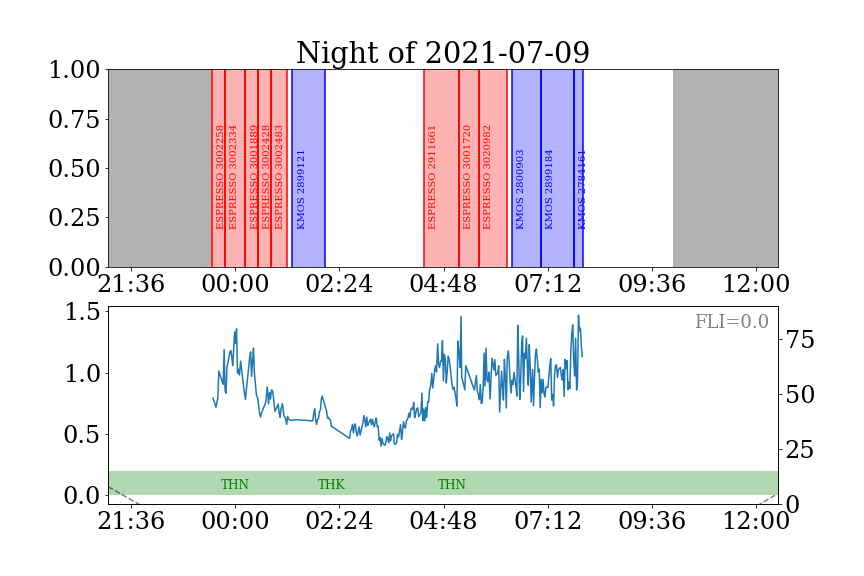 Night of 2021-07-09
1.00
0.75
0.50
0.25
0.00
ESPRESSO 3002258
ESPRESSO 3002334
ESPRESSO 3001889
ESPRESSO 3002428
ESPRESSO 3002483
KMOS 2899121
ESPRESSO 2911661
ESPRESSO 3001720
ESPRESSO 3020982
KMOS 2800903
KMOS 2899184
KMOS 2784161
21:36 00:00 02:24 04:48 07:12 09:36 12:00
1.5
1.0
0.5
0.0
FLI=0.0
75
50
25
0
THN THK THN
21:36 00:00 02:24 04:48 07:12 09:36 12:00